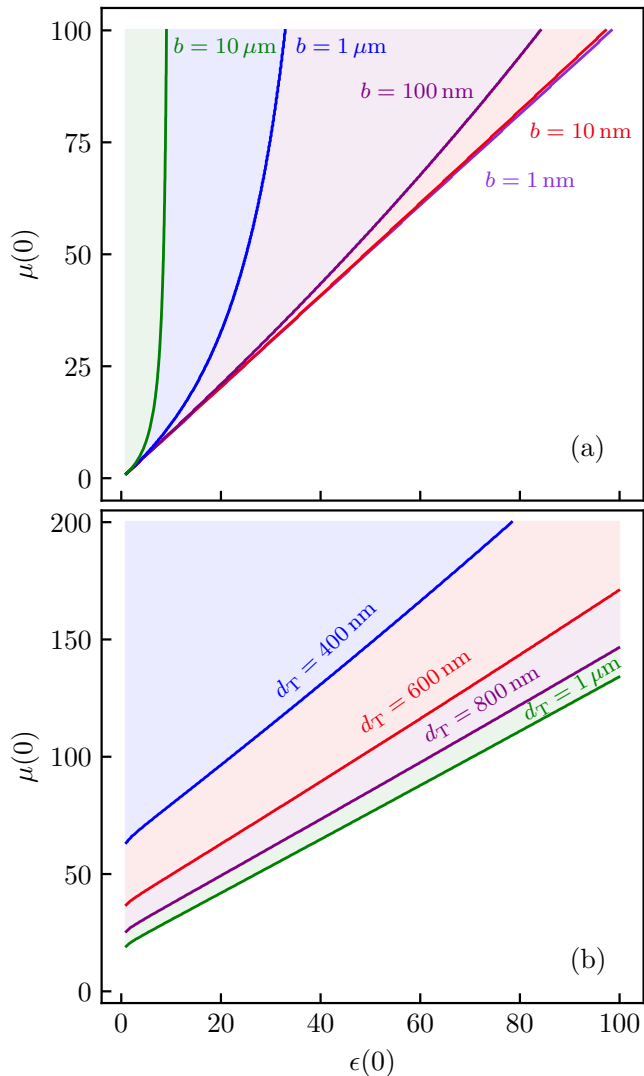 100
b = 10 μm
b = 1 μm
b = 100 nm
75
b = 10 nm
b = 1 nm
μ(0)
50
25
(a)
0
200
150
d_T = 400 nm
d_T = 600 nm
d_T = 800 nm
d_T = 1 μm
μ(0)
100
50
(b)
0
0 20 40 60 80 100
ϵ(0)